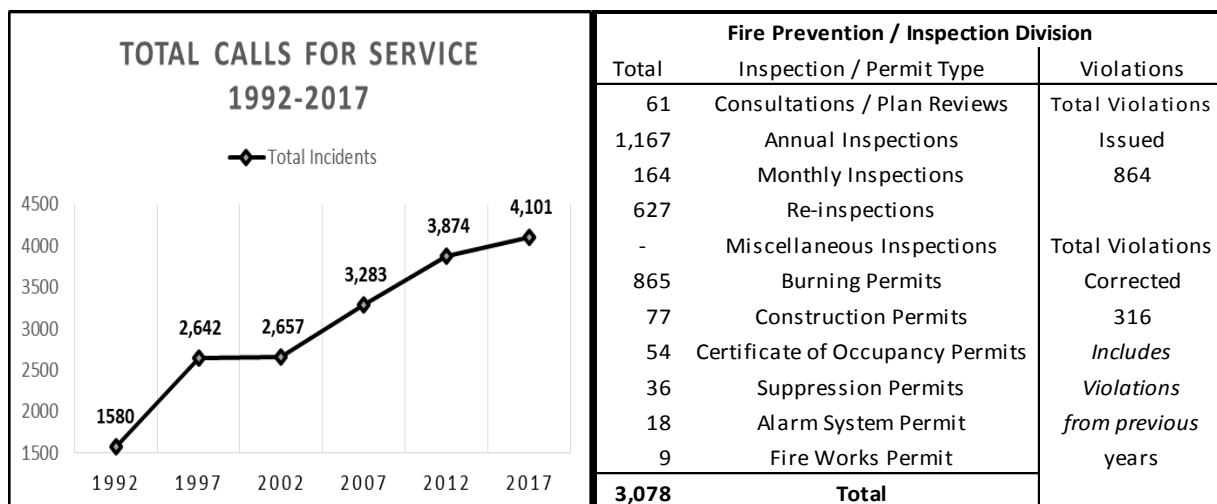 TOTAL CALLS FOR SERVICE
1992-2017
Total Incidents
4500
4000
3500
3000
2500
2000
1500
1580
2,642
2,657
3,283
3,874
4,101
1992 1997 2002 2007 2012 2017
Fire Prevention / Inspection Division
Total Inspection / Permit Type Violations
61 Consultations / Plan Reviews Total Violations
1,167 Annual Inspections Issued
164 Monthly Inspections 864
627 Re-inspections
- Miscellaneous Inspections Total Violations
865 Burning Permits Corrected
77 Construction Permits 316
54 Certificate of Occupancy Permits Includes
36 Suppression Permits Violations
18 Alarm System Permit from previous
9 Fire Works Permit years
3,078 Total